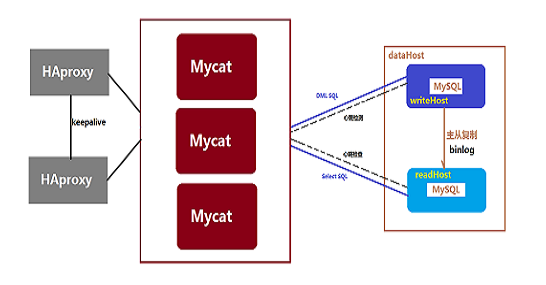 HAproxy
keepalive
HAproxy
Mycat
Mycat
Mycat
DML SQL
心跳检测
心跳检查
Select SQL
dataHost
MySQL
writeHost
主从复制
binlog
readHost
MySQL